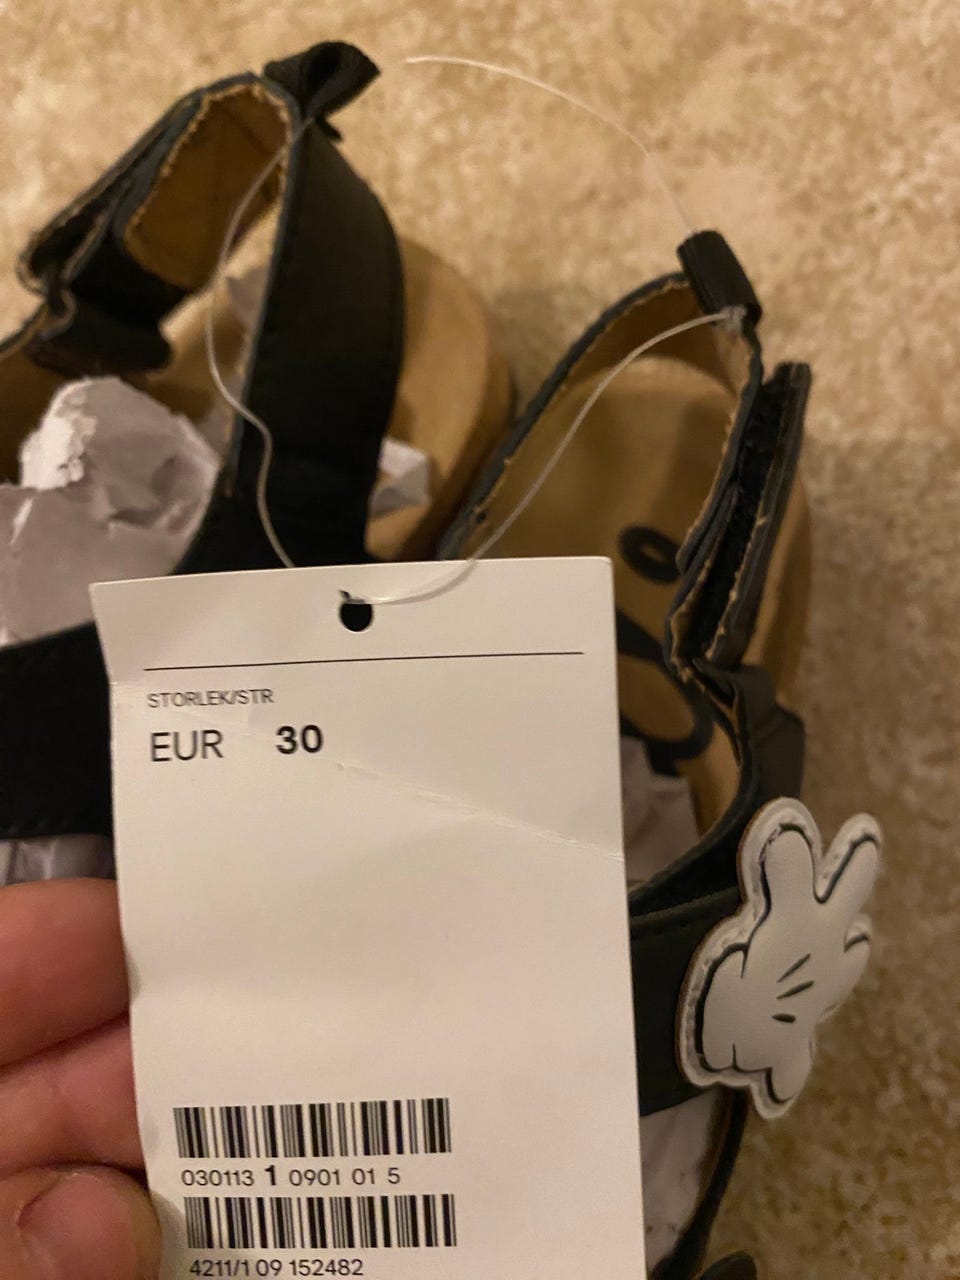 STORLEK/STR
EUR 30
030113 1 0901 01 5
4211/1 09 152482